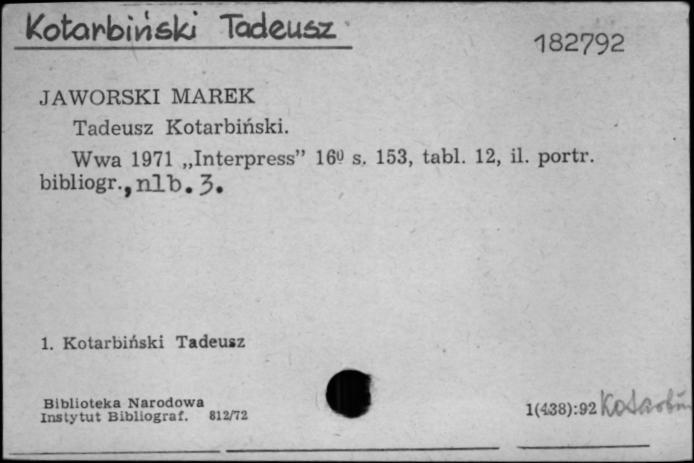 Kotarbiński Tadeusz
182792
JAWORSKI MAREK
Tadeusz Kotarbiński.
Wwa 1971 „Interpress” 16º s. 153, tabl. 12, il. portr.
bibliogr., nlb. 3.
1. Kotarbiński Tadeusz
Biblioteka Narodowa
Instytut Bibliograf. 812/72
1(438):92